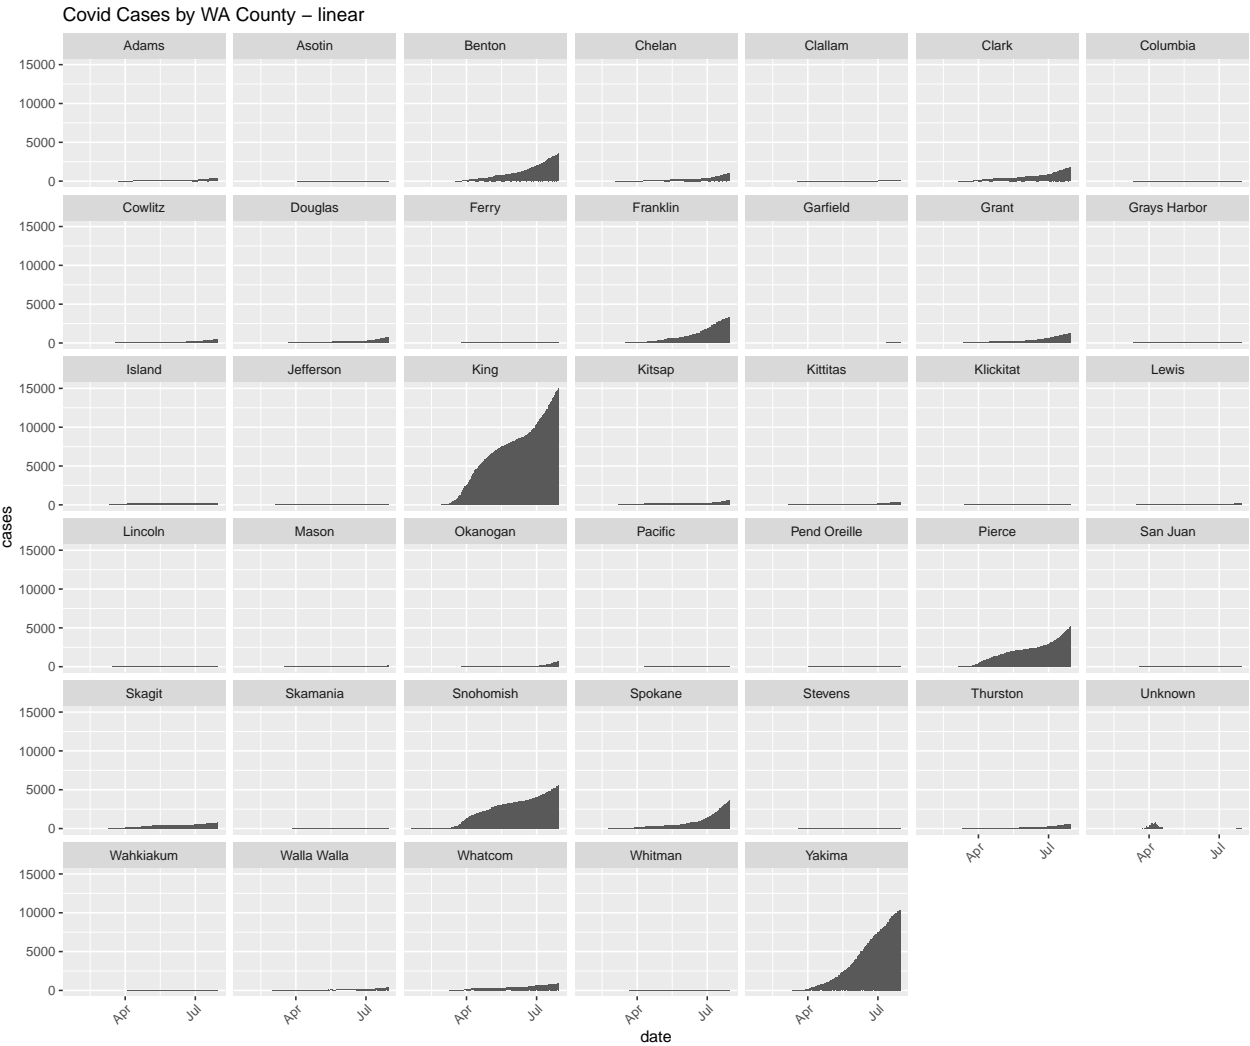 Covid Cases by WA County – linear
Adams Asotin Benton Chelan Clallam Clark Columbia
15000
10000
5000
0
Cowlitz Douglas Ferry Franklin Garfield Grant Grays Harbor
15000
10000
5000
0
Island Jefferson King Kitsap Kittitas Klickitat Lewis
15000
10000
5000
0
cases
Lincoln Mason Okanogan Pacific Pend Oreille Pierce San Juan
15000
10000
5000
0
Skagit Skamania Snohomish Spokane Stevens Thurston Unknown
15000
10000
5000
0
Apr Jul Apr Jul
Wahkiakum Walla Walla Whatcom Whitman Yakima
15000
10000
5000
0
Apr Jul Apr Jul Apr Jul Apr Jul Apr Jul
date